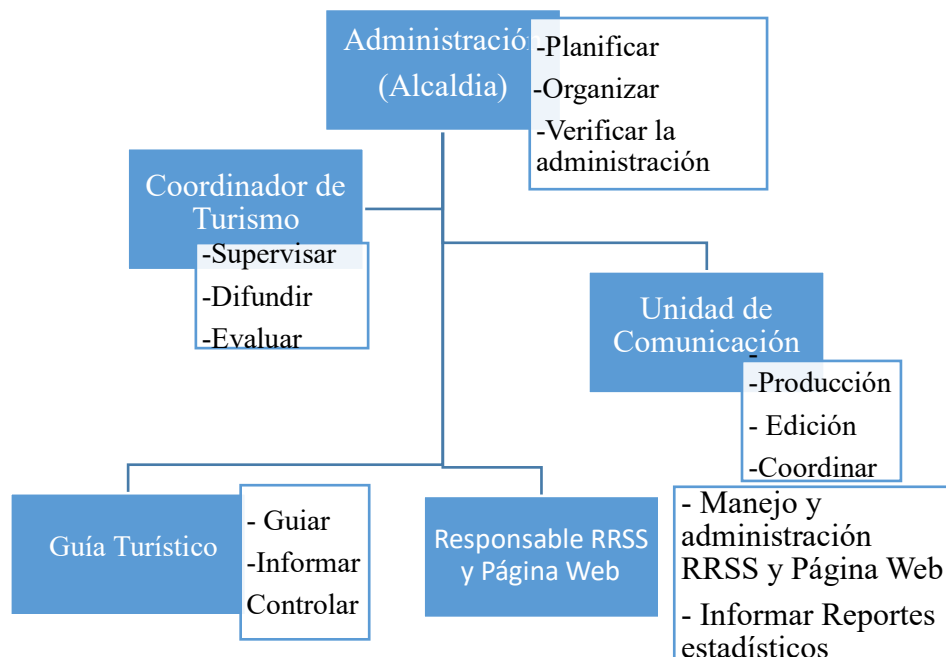 Administración
(Alcaldia)
-Planificar
-Organizar
-Verificar la
administración
Coordinador de
Turismo
-Supervisar
-Difundir
-Evaluar
Unidad de
Comunicación
-
-Producción
- Edición
-Coordinar
Guía Turístico
- Guiar
-Informar
Controlar
Responsable RRSS
y Página Web
- Manejo y
administración
RRSS y Página Web
- Informar Reportes
estadísticos